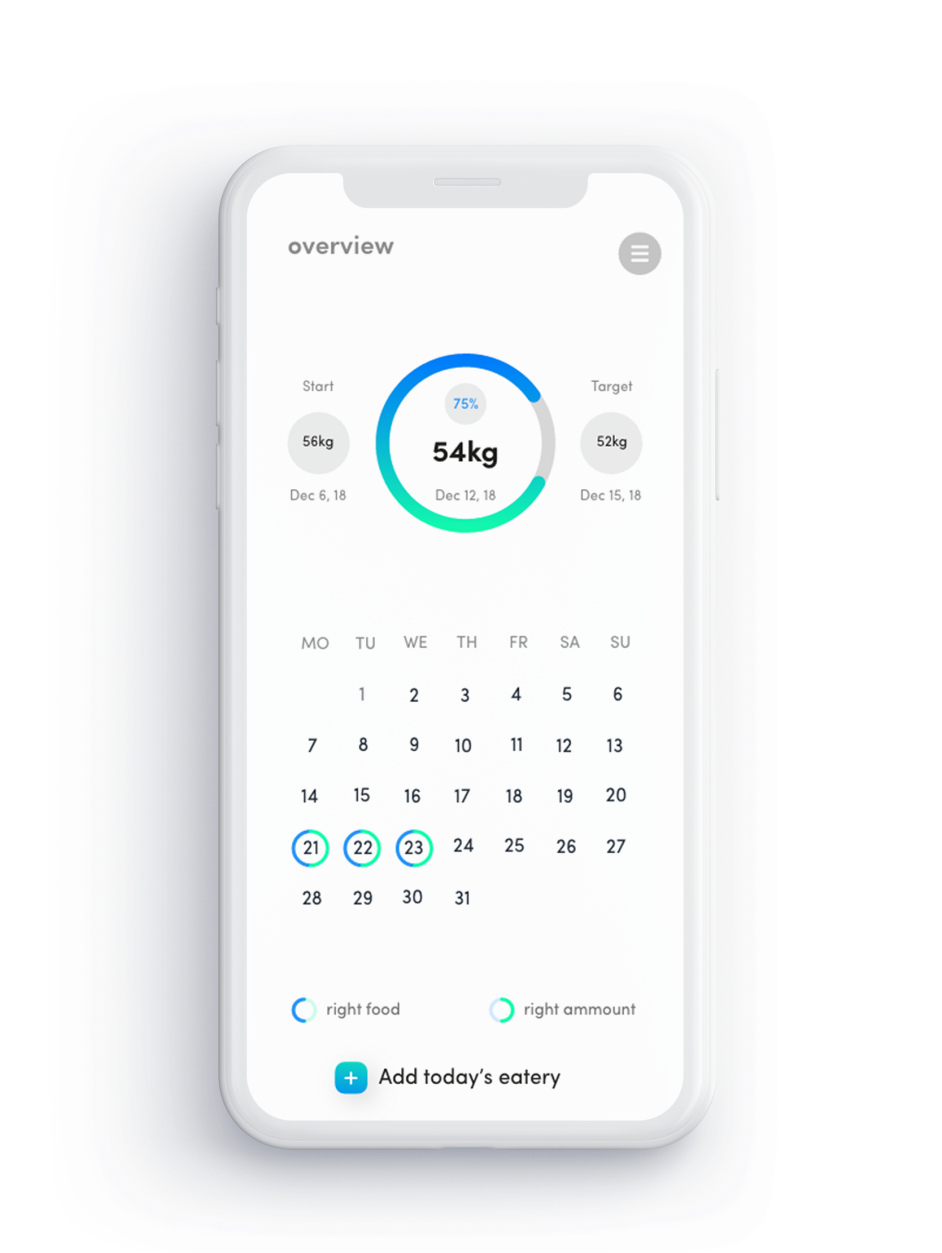 overview
Start
Target
75%
56kg
54kg
52kg
Dec 6, 18
Dec 12, 18
Dec 15, 18
MO TU WE TH FR SA SU
1 2 3 4 5 6
7 8 9 10 11 12 13
14 15 16 17 18 19 20
21 22 23 24 25 26 27
28 29 30 31
right food
right ammount
+ Add today's eatery